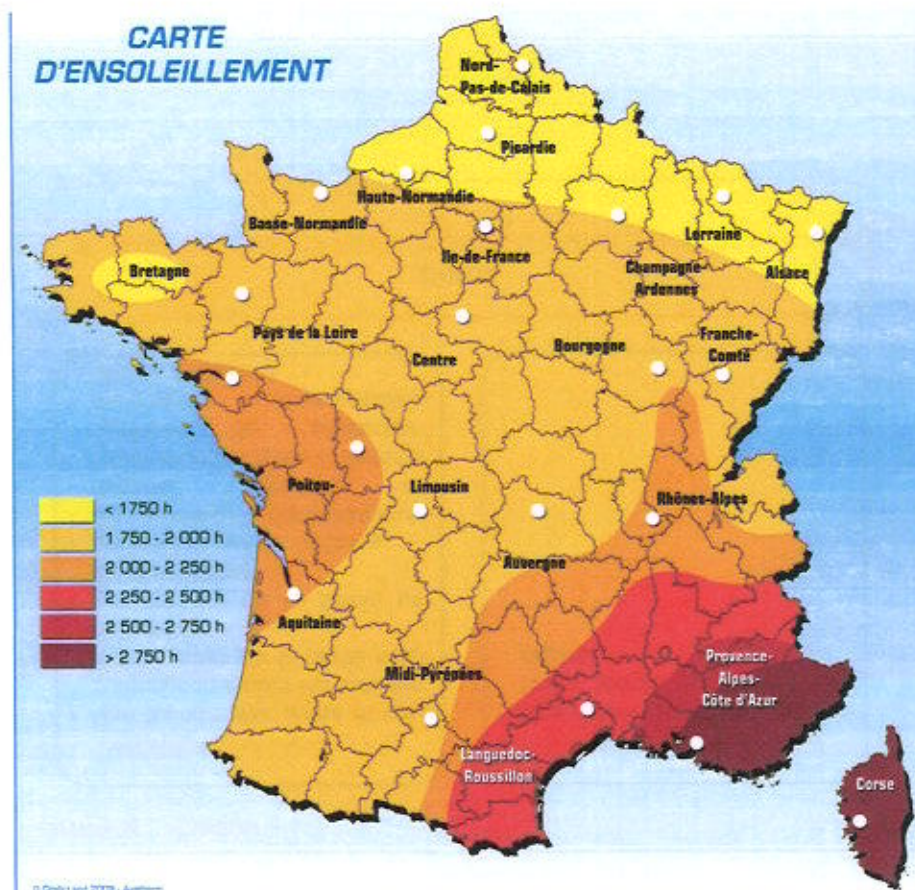 CARTE
D'ENSOLEILLEMENT
Nord-
Pas-de-Calais
Picardie
Haute-Normandie
Basse-Normandie
Ile-de-France
Lorraine
Champagne-
Ardennes
Alsace
Bretagne
Pays de la Loire
Centre
Bourgogne
Franche-
Comté
Poitou-
Limousin
Rhônes-Alpes
Auvergne
Aquitaine
Midi-Pyrénées
Provence-
Alpes-
Côte d'Azur
Languedoc-
Roussillon
Corse
< 1750 h
1 750 - 2 000 h
2 000 - 2 250 h
2 250 - 2 500 h
2 500 - 2 750 h
> 2 750 h